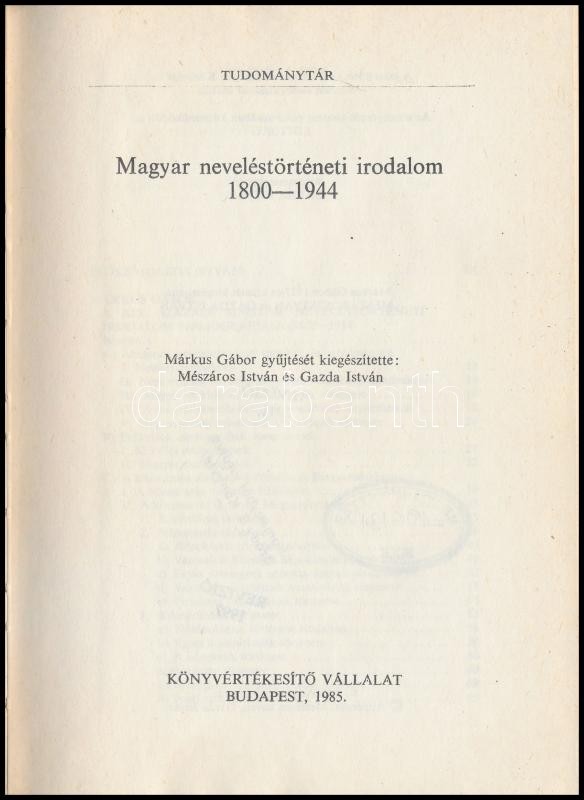 TUDOMÁNYTÁR
Magyar neveléstörténeti irodalom
1800—1944
Márkus Gábor gyűjtését kiegészítette:
Mészáros István és Gazda István
darabanth
KÖNYVÉRTÉKESÍTŐ VÁLLALAT
BUDAPEST, 1985.